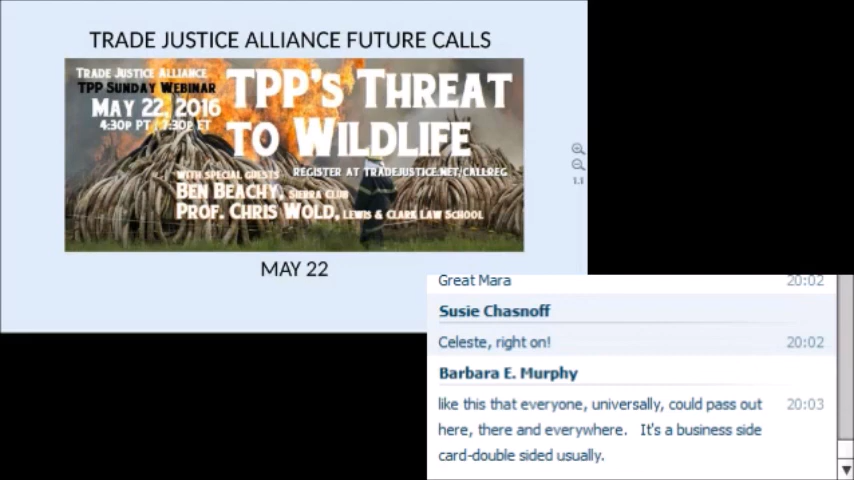 TRADE JUSTICE ALLIANCE FUTURE CALLS
TRADE JUSTICE ALLIANCE
TPP SUNDAY WEBINAR
MAY 22, 2016
4:30P PT / 7:30P ET
TPP'S THREAT
TO WILDLIFE
WITH SPECIAL GUESTS
REGISTER AT TRADEJUSTICE.NET/CALLREG
BEN BEACHY, SIERRA CLUB
PROF. CHRIS WOLD, LEWIS & CLARK LAW SCHOOL
MAY 22
1.1
Great Mara 20:02
Susie Chasnoff
Celeste, right on! 20:02
Barbara E. Murphy
like this that everyone, universally, could pass out 20:03
here, there and everywhere. It's a business side
card-double sided usually.